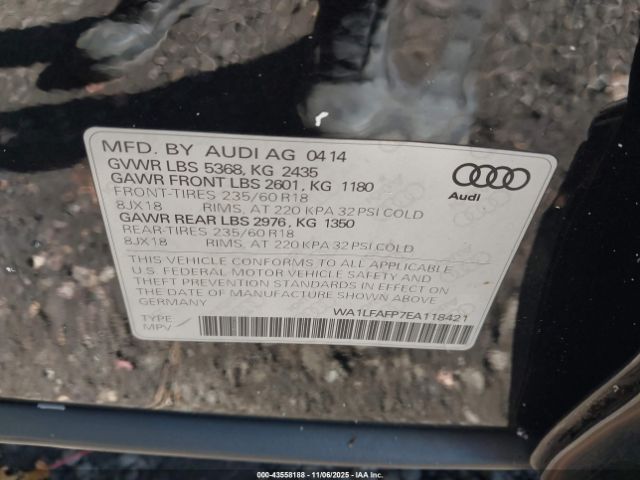 MFD. BY AUDI AG 0414
GVWR LBS 5368, KG 2435
GAWR FRONT LBS 2601, KG 1180
FRONT-TIRES 235/60 R18
8JX18 RIMS, AT 220 KPA 32 PSI COLD
GAWR REAR LBS 2976, KG 1350
REAR-TIRES 235/60 R18
8JX18 RIMS, AT 220 KPA 32 PSI COLD
Audi
THIS VEHICLE CONFORMS TO ALL APPLICABLE
U.S. FEDERAL MOTOR VEHICLE SAFETY AND
THEFT PREVENTION STANDARDS IN EFFECT
ON THE DATE OF MANUFACTURE SHOWN ABOVE
GERMANY
WA1LFAFP7EA118421
TYPE:
MPV
000-43558188 - 11/06/2025 - IAA Inc.